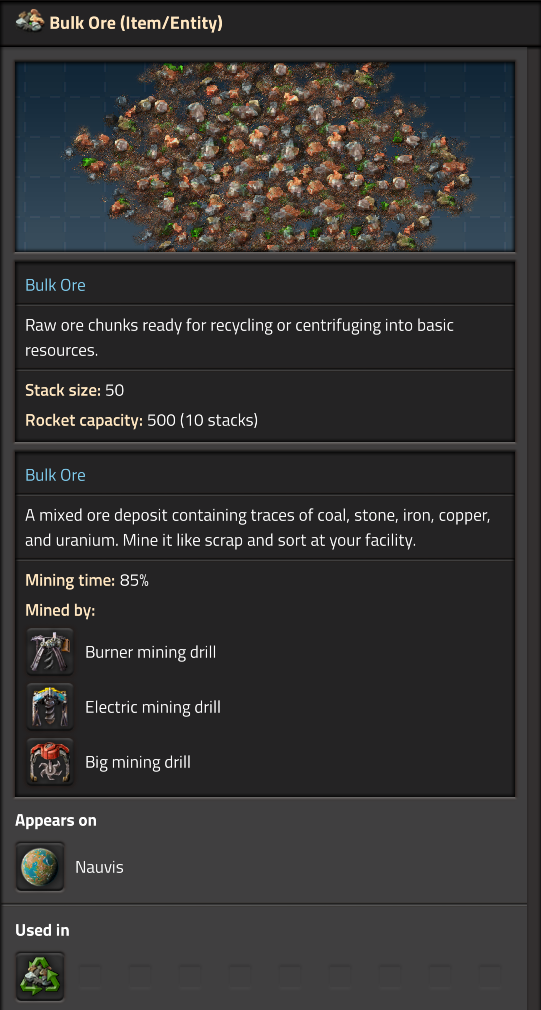 Bulk Ore (Item/Entity)
Bulk Ore
Raw ore chunks ready for recycling or centrifuging into basic
resources.
Stack size: 50
Rocket capacity: 500 (10 stacks)
Bulk Ore
A mixed ore deposit containing traces of coal, stone, iron, copper,
and uranium. Mine it like scrap and sort at your facility.
Mining time: 85%
Mined by:
Burner mining drill
Electric mining drill
Big mining drill
Appears on
Nauvis
Used in